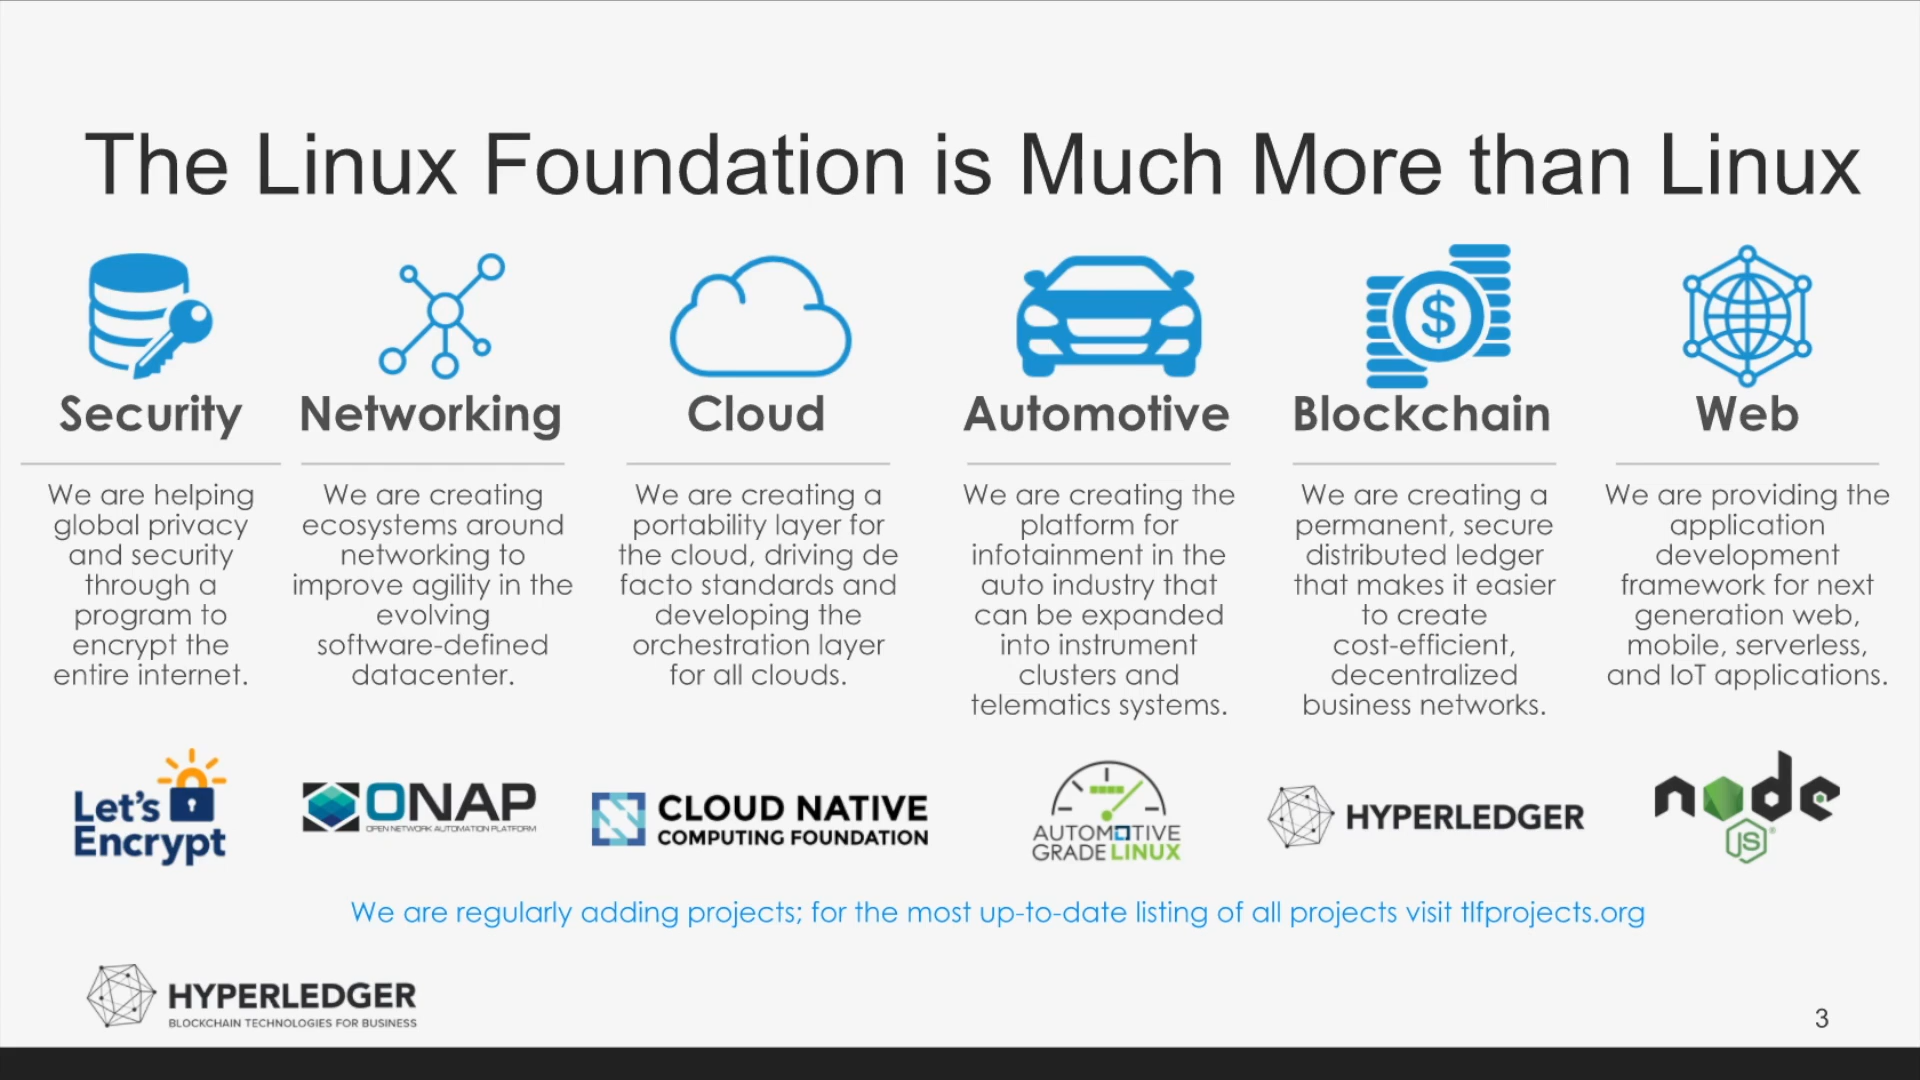 The Linux Foundation is Much More than Linux
Security
We are helping
global privacy
and security
through a
program to
encrypt the
entire internet.
Let's
Encrypt
Networking
We are creating
ecosystems around
networking to
improve agility in the
evolving
software-defined
datacenter.
ONAP
OPEN NETWORK AUTOMATION PLATFORM
Cloud
We are creating a
portability layer for
the cloud, driving de
facto standards and
developing the
orchestration layer
for all clouds.
CLOUD NATIVE
COMPUTING FOUNDATION
Automotive
We are creating the
platform for
infotainment in the
auto industry that
can be expanded
into instrument
clusters and
telematics systems.
AUTOMOTIVE
GRADE LINUX
$
Blockchain
We are creating a
permanent, secure
distributed ledger
that makes it easier
to create
cost-efficient,
decentralized
business networks.
HYPERLEDGER
Web
We are providing the
application
development
framework for next
generation web,
mobile, serverless,
and IoT applications.
node
JS®
We are regularly adding projects; for the most up-to-date listing of all projects visit tlfprojects.org
HYPERLEDGER
BLOCKCHAIN TECHNOLOGIES FOR BUSINESS
3